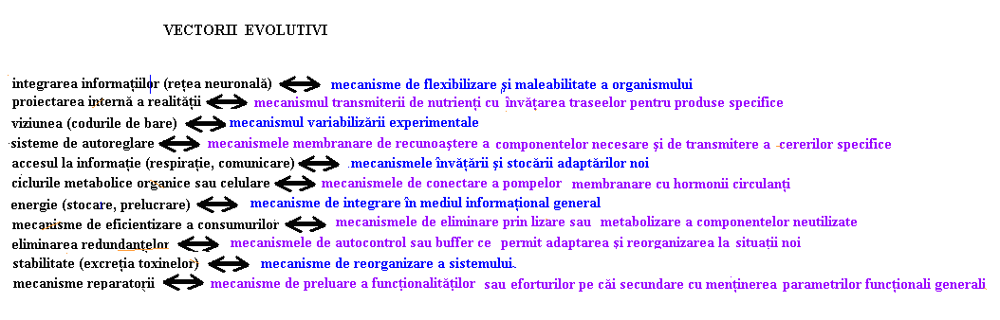 VECTORII EVOLUTIVI
integrarea informațiilor (rețea neuronală) mecanisme de flexibilizare și maleabilitate a organismului
proiectarea internă a realității mecanismul transmiterii de nutrienți cu învățarea traseelor pentru produse specifice
viziunea (codurile de bare) mecanismul variabilizării experimentale
sisteme de autoreglare mecanismele membranare de recunoaștere a componentelor necesare și de transmitere a cererilor specifice
accesul la informație (respirație, comunicare) mecanismele învățării și stocării adaptărilor noi
ciclurile metabolice organice sau celulare mecanismele de conectare a pompelor membranare cu hormonii circulanți
energie (stocare, prelucrare) mecanisme de integrare în mediul informațional general
mecanisme de eficientizare a consumurilor mecanismele de eliminare prin lizare sau metabolizare a componentelor neutilizate
eliminarea redundanțelor mecanismele de autocontrol sau buffer ce permit adaptarea și reorganizarea la situații noi
stabilitate (excreția toxinelor) mecanisme de reorganizare a sistemului.
mecanisme reparatorii mecanisme de preluare a funcționalităților sau eforturilor pe căi secundare cu menținerea parametrilor funcționali generali